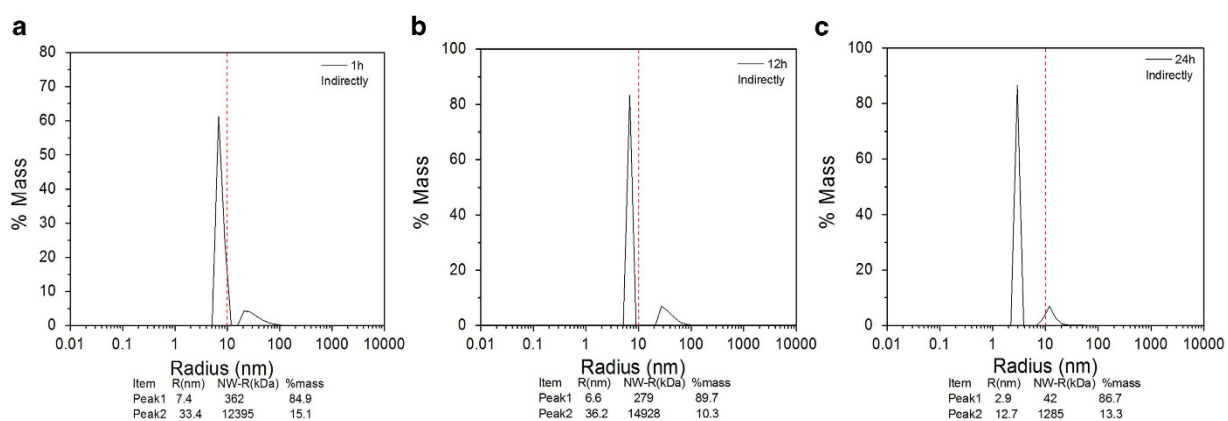 a
80
70
60
50
40
30
20
10
0
% Mass
1h
Indirectly
0.01 0.1 1 10 100 1000 10000
Radius (nm)
Item R(nm) NW-R(kDa) %mass
Peak1 7.4 362 84.9
Peak2 33.4 12395 15.1
b
100
80
60
40
20
0
% Mass
12h
Indirectly
0.01 0.1 1 10 100 1000 10000
Radius (nm)
Item R(nm) NW-R(kDa) %mass
Peak1 6.6 279 89.7
Peak2 36.2 14928 10.3
c
100
80
60
40
20
0
% Mass
24h
Indirectly
0.01 0.1 1 10 100 1000 10000
Radius (nm)
Item R(nm) NW-R(kDa) %mass
Peak1 2.9 42 86.7
Peak2 12.7 1285 13.3